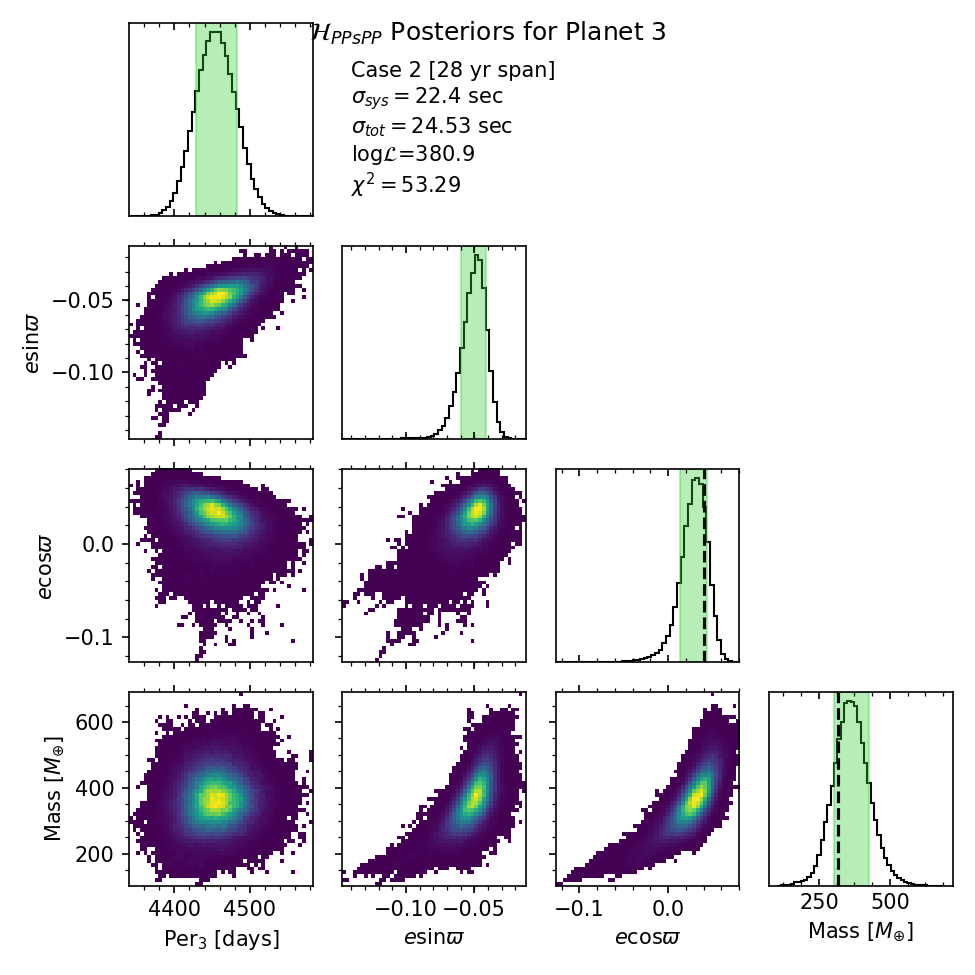 ℋ_PPsPP Posteriors for Planet 3
Case 2 [28 yr span]
σ_sys = 22.4 sec
σ_tot = 24.53 sec
logℒ=380.9
χ² = 53.29
−0.05
−0.10
esinϖ
0.0
−0.1
ecosϖ
600
400
200
Mass [M⊕]
4400 4500
Per₃ [days]
−0.10 −0.05
esinϖ
−0.1 0.0
ecosϖ
250 500
Mass [M⊕]